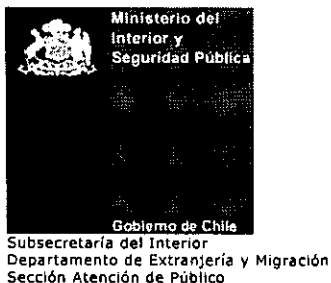 Ministerio del
Interior y
Seguridad Pública
Gobierno de Chile
Subsecretaría del Interior
Departamento de Extranjería y Migración
Sección Atención de Público